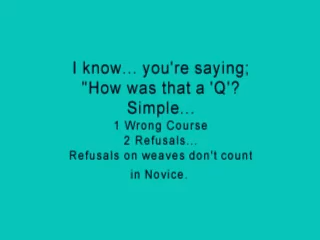 I know... you're saying;
"How was that a 'Q'?
Simple...
1 Wrong Course
2 Refusals...
Refusals on weaves don't count
in Novice.